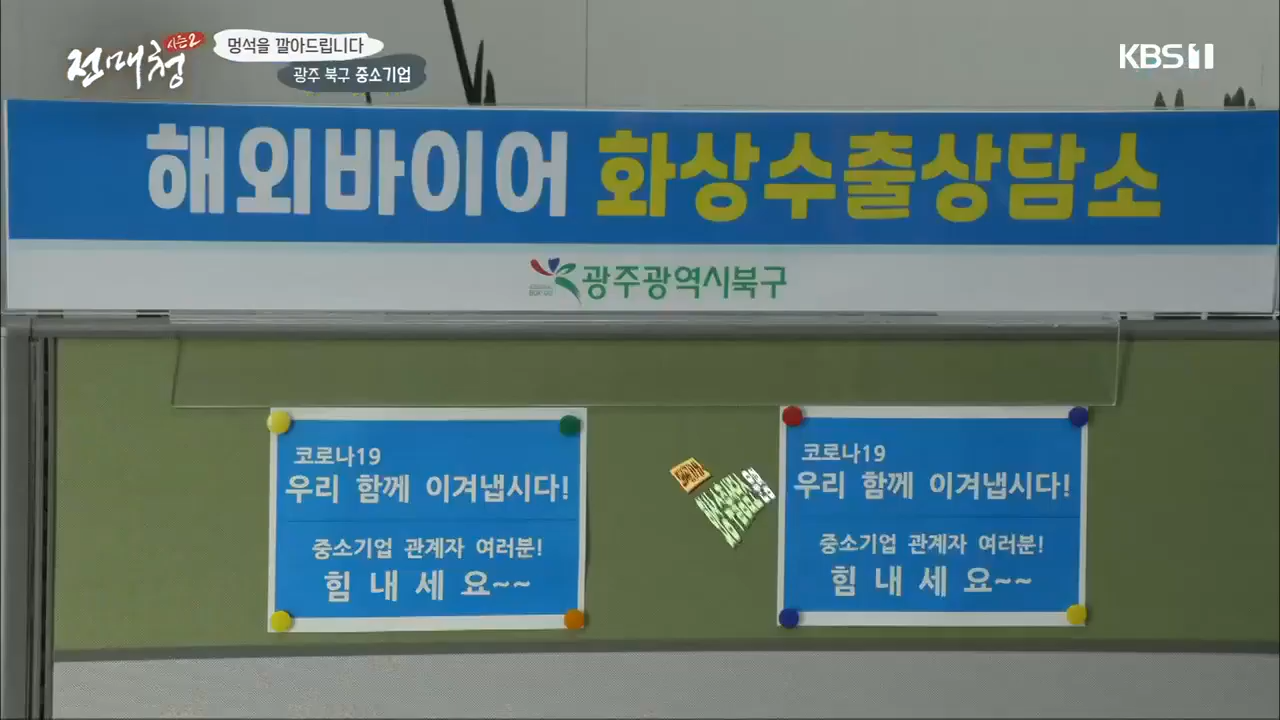 전매청 시즌2
멍석을 깔아드립니다
광주 북구 중소기업
KBS 1
해외바이어 화상수출상담소
광주광역시북구
코로나19
우리 함께 이겨냅시다!
중소기업 관계자 여러분!
힘 내 세 요~~
코로나19
우리 함께 이겨냅시다!
중소기업 관계자 여러분!
힘 내 세 요~~